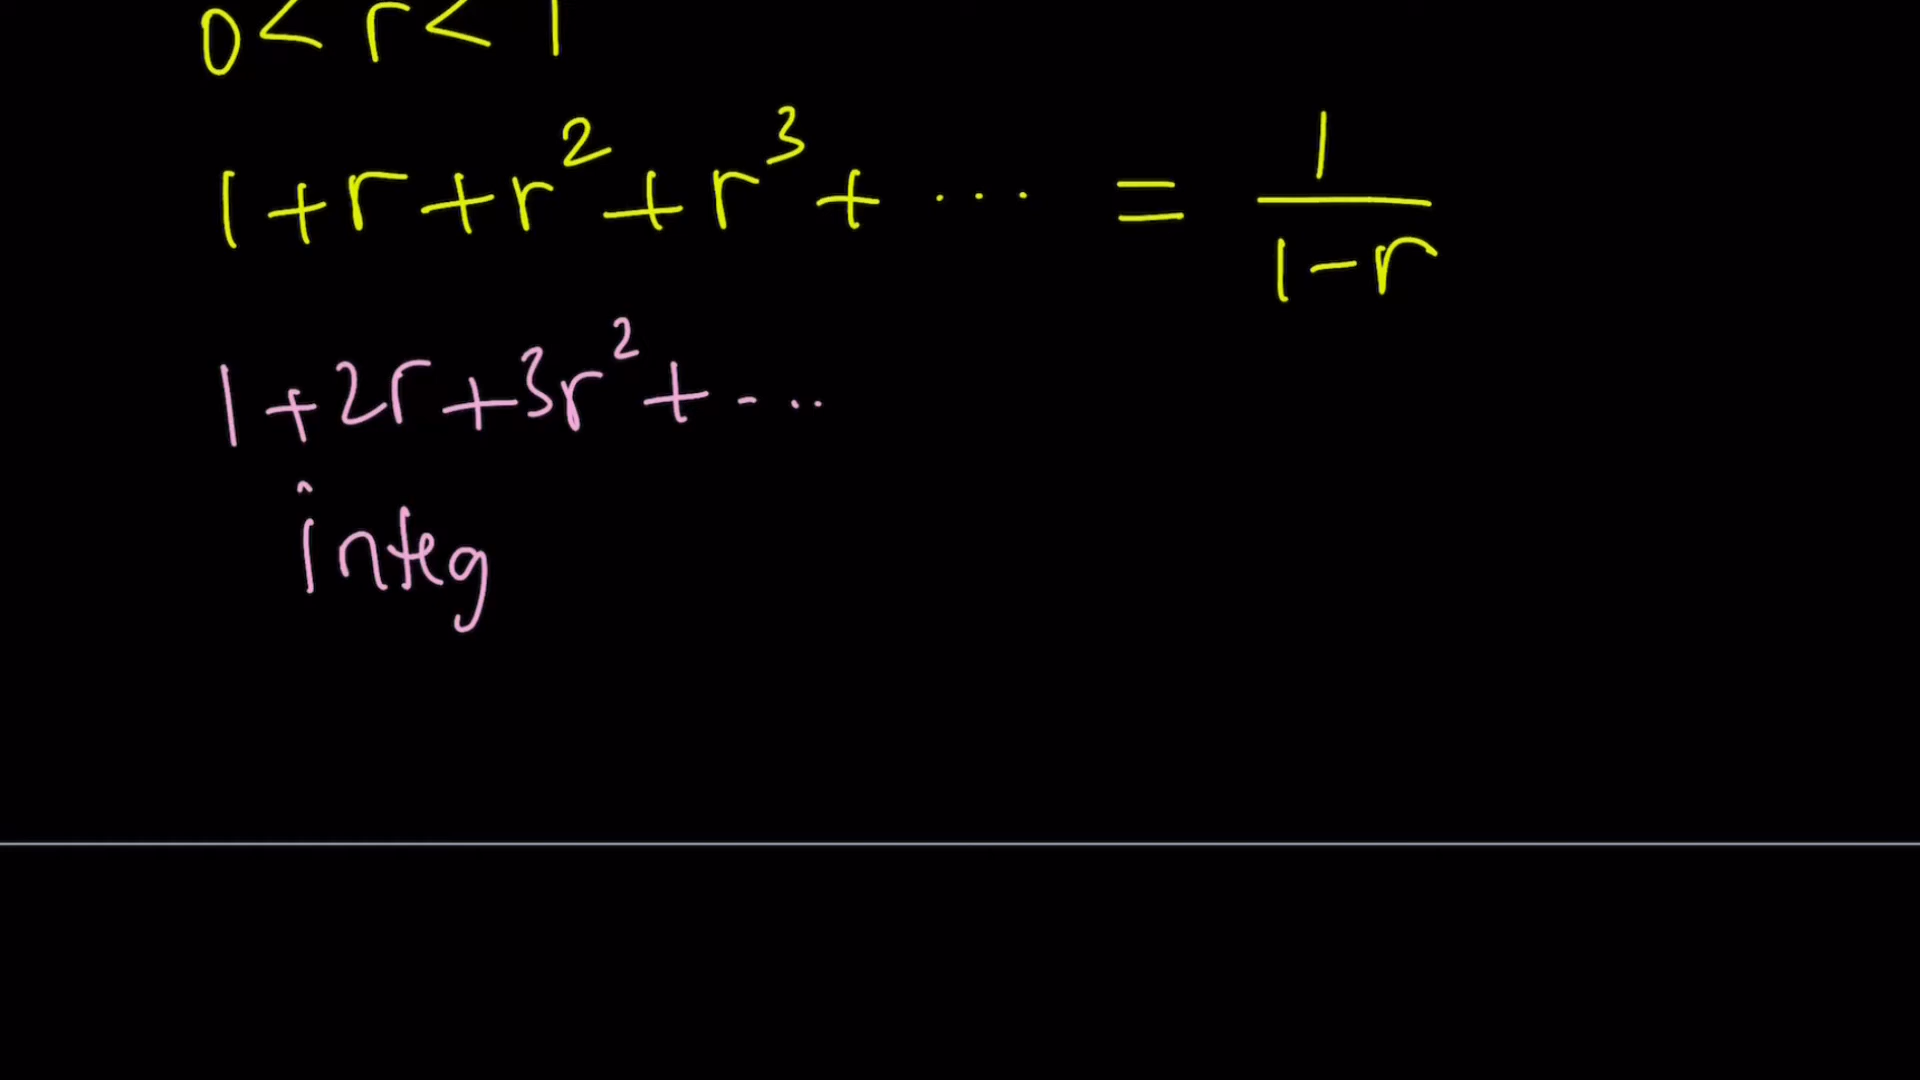 0 < r < 1
1 + r + r² + r³ + ... = 1/(1-r)
1 + 2r + 3r² + ...
integ